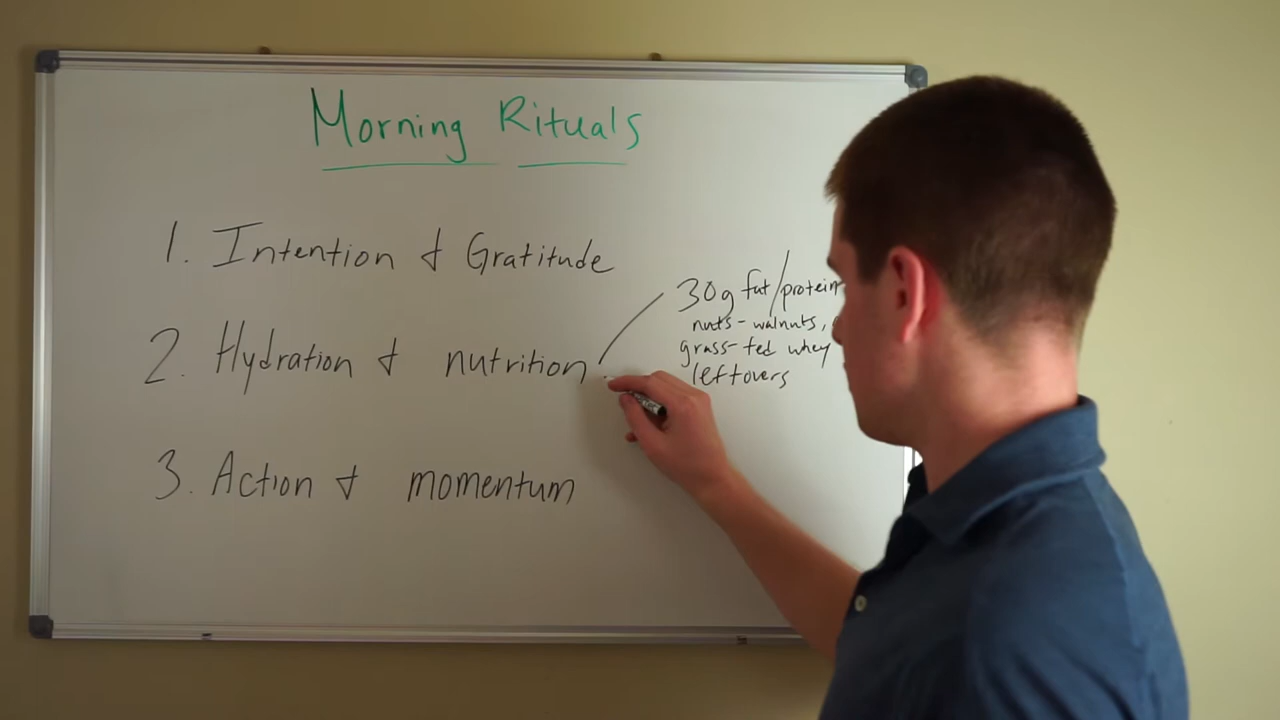 Morning Rituals
1. Intention & Gratitude
30g fat/protein
nuts - walnuts,
grass-fed whey
leftovers
2. Hydration & nutrition
3. Action & momentum